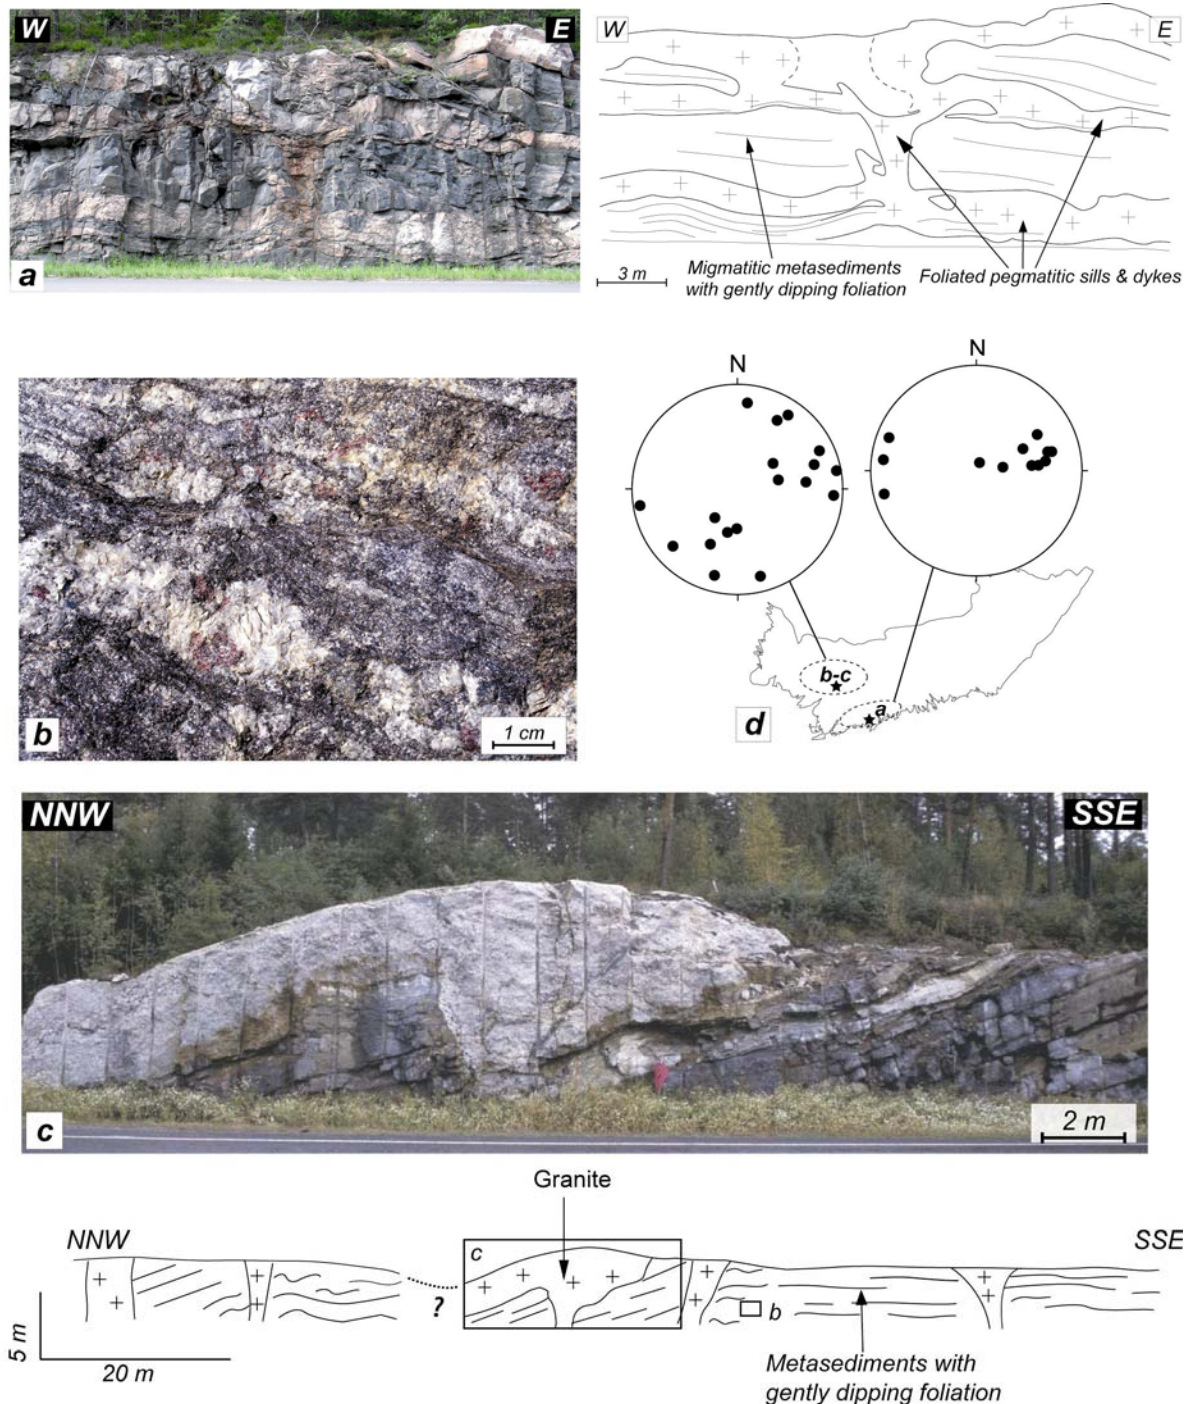 W
E
a
W
E
3 m
Migmatitic metasediments
with gently dipping foliation
Foliated pegmatitic sills & dykes
b
1 cm
N
N
b-c
a
d
NNW
SSE
c
2 m
Granite
NNW
SSE
c
?
b
5 m
20 m
Metasediments with
gently dipping foliation